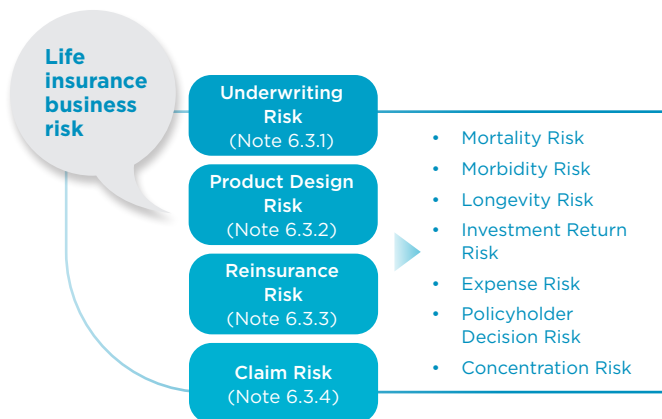 Life
insurance
business
risk
Underwriting
Risk
(Note 6.3.1)
Product Design
Risk
(Note 6.3.2)
Reinsurance
Risk
(Note 6.3.3)
Claim Risk
(Note 6.3.4)
• Mortality Risk
• Morbidity Risk
• Longevity Risk
• Investment Return
Risk
• Expense Risk
• Policyholder
Decision Risk
• Concentration Risk